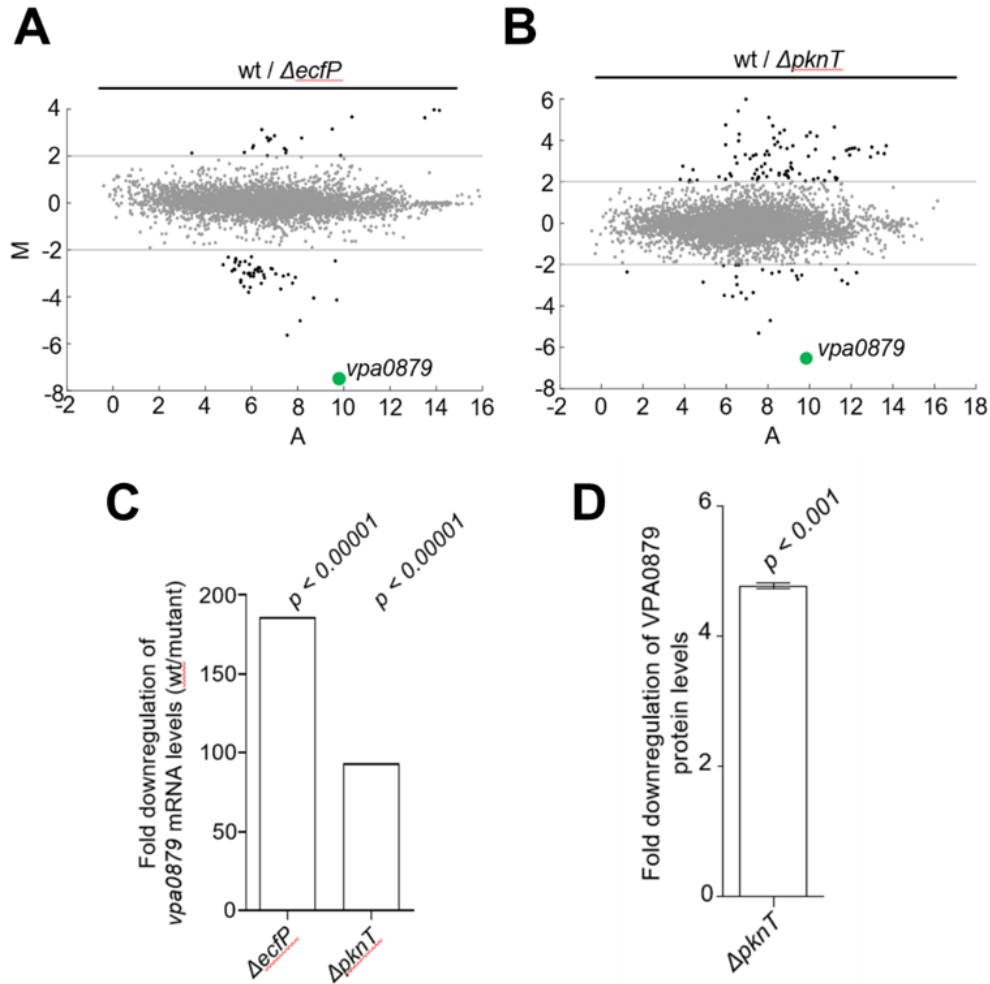 A
wt / ΔecfP
4
2
0
-2
-4
-6
-8
M
-2 0 2 4 6 8 10 12 14 16
A
vpa0879
B
wt / ΔpknT
6
4
2
0
-2
-4
-6
-8
-2 0 2 4 6 8 10 12 14 16 18
A
vpa0879
C
Fold downregulation of
vpa0879 mRNA levels (wt/mutant)
200
150
100
50
0
p < 0.00001
p < 0.00001
ΔecfP
ΔpknT
D
Fold downregulation of VPA0879
protein levels
6
4
2
0
p < 0.001
ΔpknT